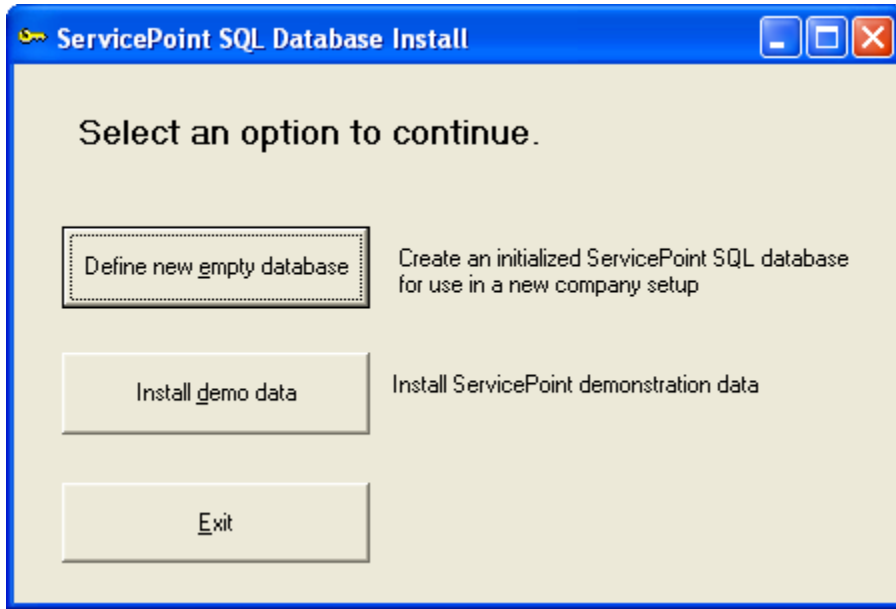 ServicePoint SQL Database Install
Select an option to continue.
Define new empty database
Create an initialized ServicePoint SQL database
for use in a new company setup
Install demo data
Install ServicePoint demonstration data
Exit